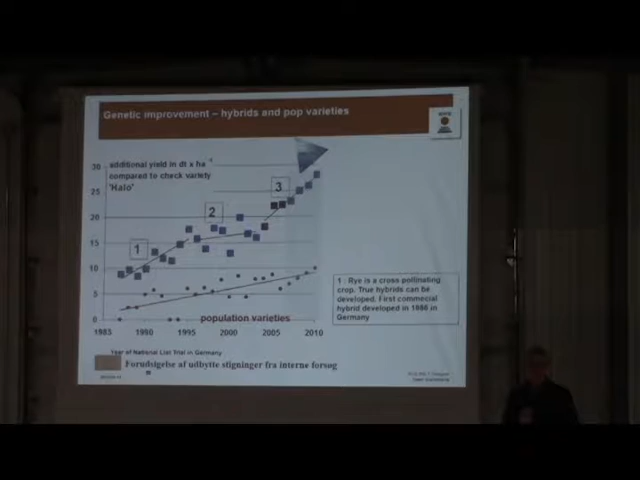 Genetic improvement – hybrids and pop varieties
additional yield in dt x ha -1
compared to check variety
'Halo'
30
25
20
15
10
5
0
1
2
3
population varieties
1985 1990 1995 2000 2005 2010
Year of National List Trial in Germany
Forudsigelse af udbytte stigninger fra interne forsøg
1 : Rye is a cross pollinating
crop. True hybrids can be
developed. First commecial
hybrid developed in 1986 in
Germany